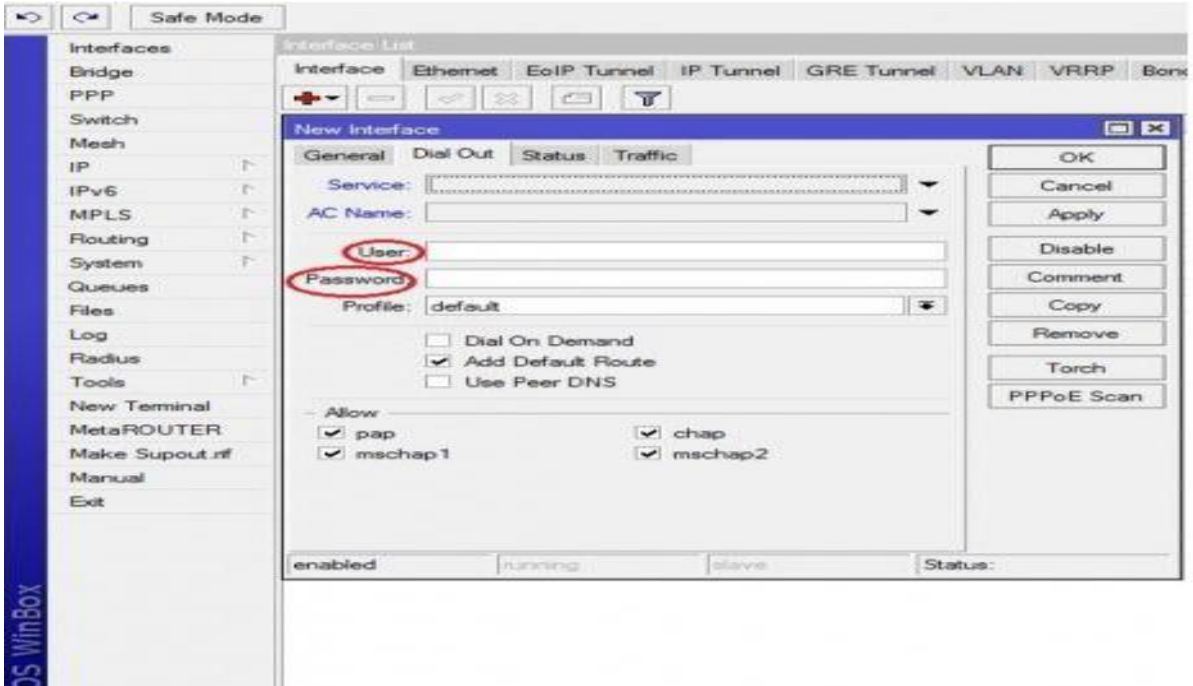 Safe Mode
Interfaces
Bridge
PPP
Switch
Mesh
IP
IPv6
MPLS
Routing
System
Queues
Files
Log
Radius
Tools
New Terminal
MetaROUTER
Make Supout.rif
Manual
Exit
OS WinBox
Interface List
Interface Ethernet EoIP Tunnel IP Tunnel GRE Tunnel VLAN VRRP Bond
New Interface
General Dial Out Status Traffic
Service:
AC Name:
User:
Password:
Profile: default
Dial On Demand
Add Default Route
Use Peer DNS
Allow
pap chap
mschap1 mschap2
OK
Cancel
Apply
Disable
Comment
Copy
Remove
Torch
PPPoE Scan
enabled running slave Status: